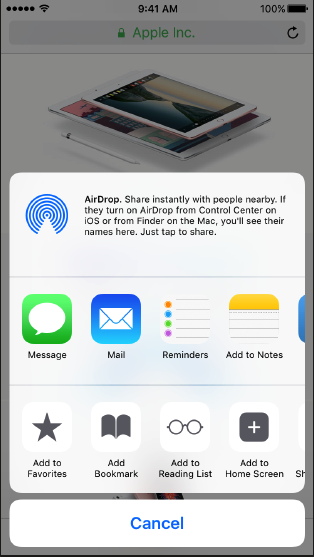 9:41 AM
100%
Apple Inc.
AirDrop. Share instantly with people nearby. If
they turn on AirDrop from Control Center on
iOS or from Finder on the Mac, you'll see their
names here. Just tap to share.
Message
Mail
Reminders
Add to Notes
Add to
Favorites
Add
Bookmark
Add to
Reading List
Add to
Home Screen
Cancel